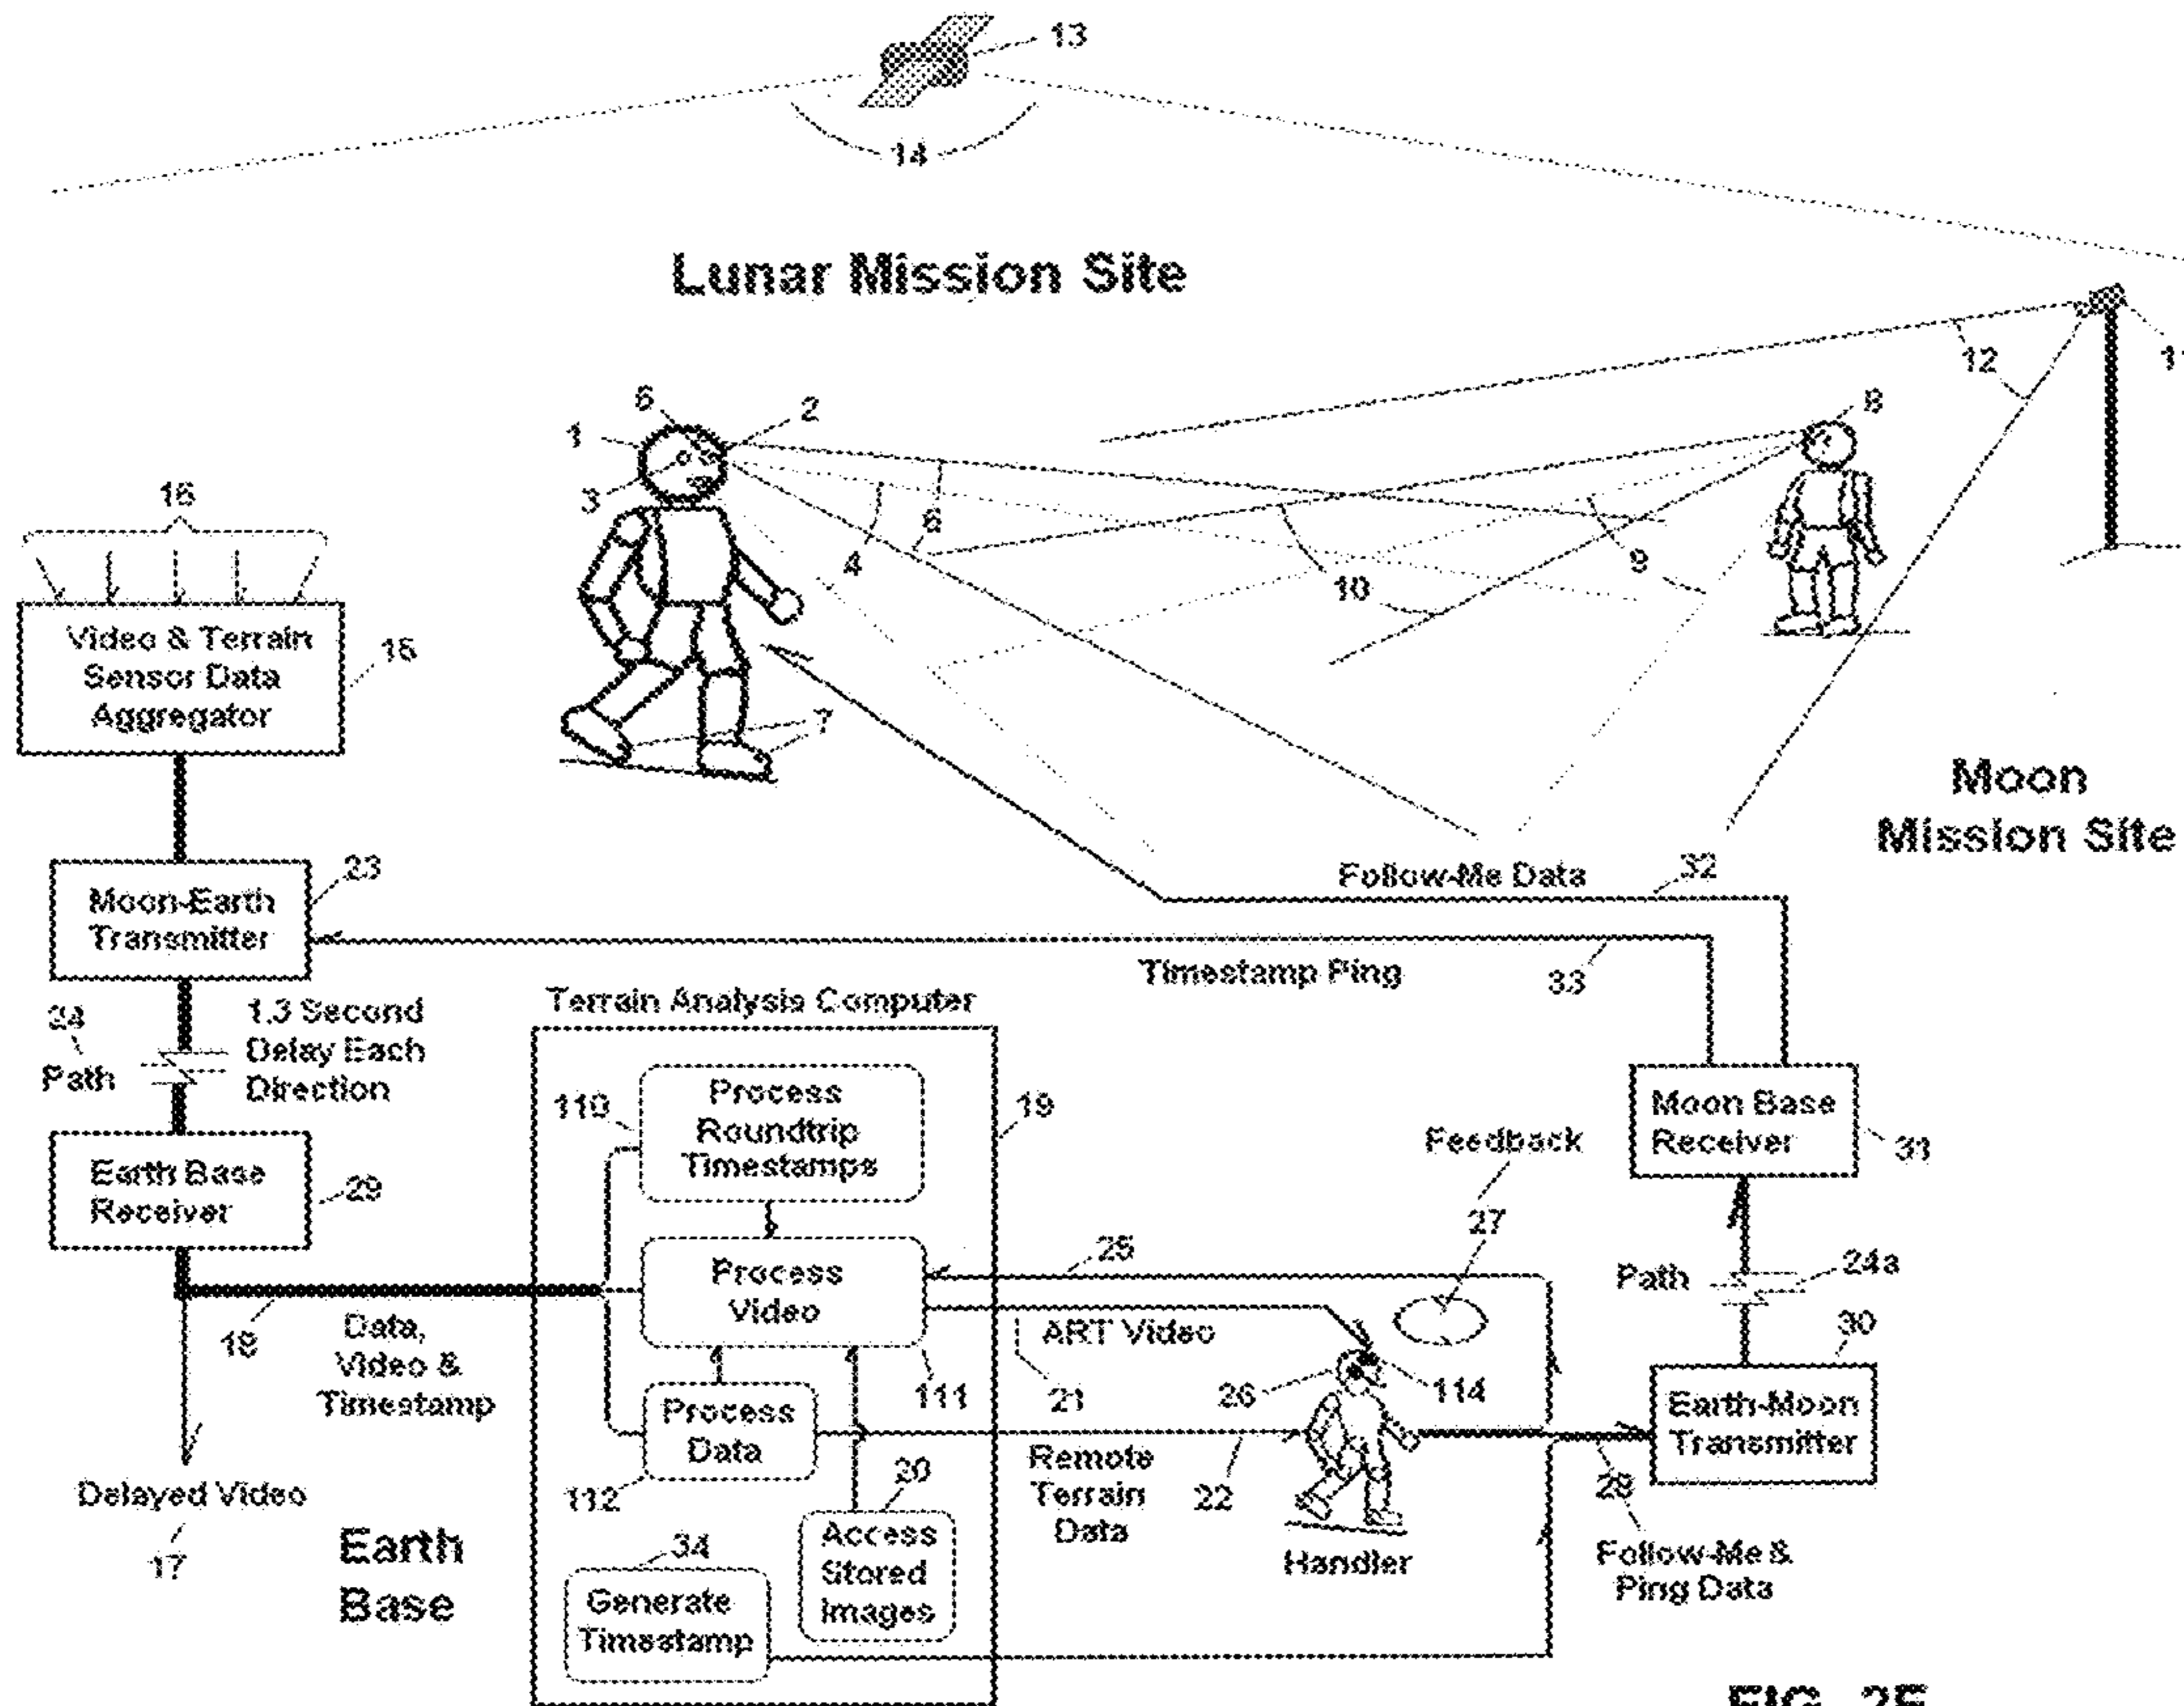 13
14
Lunar Mission Site
12
8
2
1
3
6
4
9
10
7
16
Video & Terrain
Sensor Data
Aggregator
15
Moon
Mission Site
Follow-Me Data
32
23
Moon-Earth
Transmitter
Timestamp Ping
33
24
Path
1.3 Second
Delay Each
Direction
Terrain Analysis Computer
110
Process
Roundtrip
Timestamps
19
Moon Base
Receiver
31
Feedback
27
Earth Base
Receiver
29
25
Process
Video
Path
24a
18
Data,
Video &
Timestamp
ART Video
21
111
26
114
30
Earth-Moon
Transmitter
Process
Data
112
Remote
Terrain
Data
22
28
Delayed Video
17
Earth
Base
20
Access
Stored
Images
Handler
Follow-Me &
Ping Data
34
Generate
Timestamp